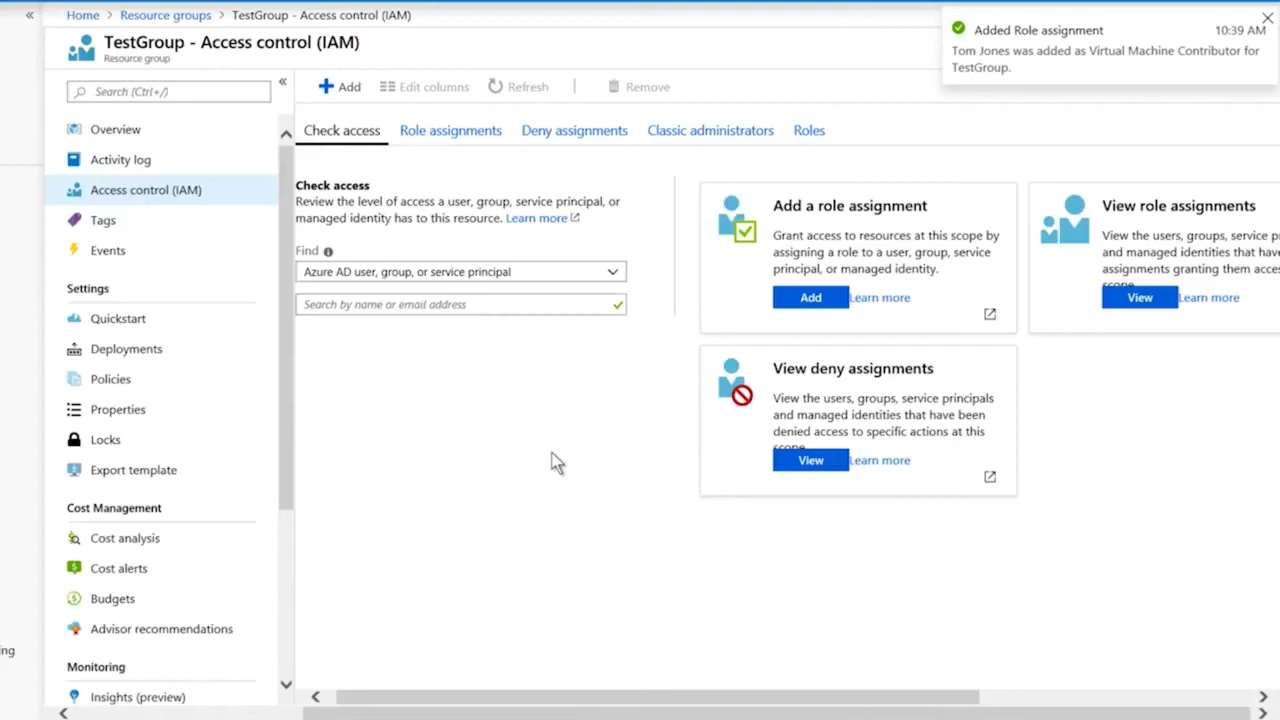 Home > Resource groups > TestGroup - Access control (IAM)
TestGroup - Access control (IAM)
Resource group
Added Role assignment 10:39 AM
Tom Jones was added as Virtual Machine Contributor for
TestGroup.
Search (Ctrl+/)
Overview
Activity log
Access control (IAM)
Tags
Events
Settings
Quickstart
Deployments
Policies
Properties
Locks
Export template
Cost Management
Cost analysis
Cost alerts
Budgets
Advisor recommendations
Monitoring
Insights (preview)
Add Edit columns Refresh Remove
Check access Role assignments Deny assignments Classic administrators Roles
Check access
Review the level of access a user, group, service principal, or
managed identity has to this resource. Learn more
Find
Azure AD user, group, or service principal
Search by name or email address
Add a role assignment
Grant access to resources at this scope by
assigning a role to a user, group, service
principal, or managed identity.
Add Learn more
View role assignments
View the users, groups, service p
and managed identities that have
assignments granting them acces
scope.
View Learn more
View deny assignments
View the users, groups, service principals
and managed identities that have been
denied access to specific actions at this
scope.
View Learn more
ing